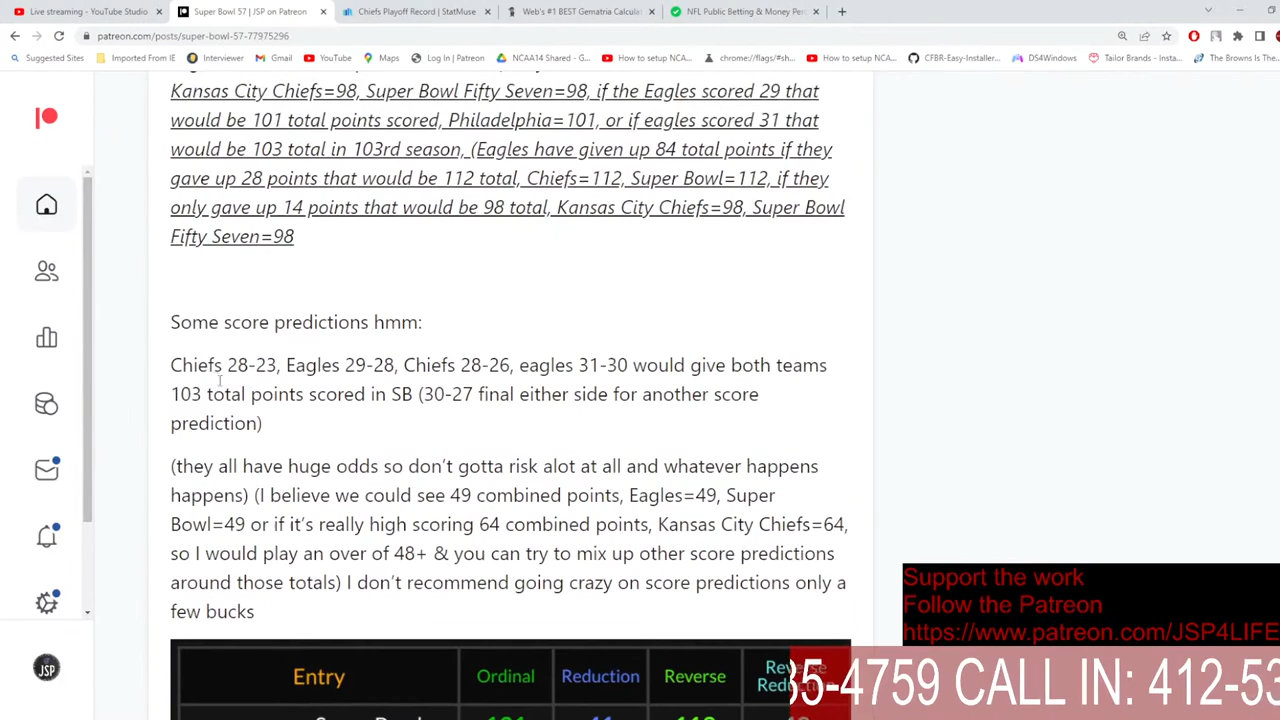 Live streaming - YouTube Studio
Super Bowl 57 | JSP on Patreon
Chiefs Playoff Record | StatMuse
Web's #1 BEST Gematria Calculat
NFL Public Betting & Money Per
patreon.com/posts/super-bowl-57-77975296
Suggested Sites Imported From IE Interviewer Gmail YouTube Maps Log In | Patreon NCAA14 Shared - G... How to setup NCA... chrome://flags/#sh... How to setup NCA... CFBR-Easy-Installer... DS4Windows Tailor Brands - Insta... The Browns Is The...
Kansas City Chiefs=98, Super Bowl Fifty Seven=98, if the Eagles scored 29 that
would be 101 total points scored, Philadelphia=101, or if eagles scored 31 that
would be 103 total in 103rd season, (Eagles have given up 84 total points if they
gave up 28 points that would be 112 total, Chiefs=112, Super Bowl=112, if they
only gave up 14 points that would be 98 total, Kansas City Chiefs=98, Super Bowl
Fifty Seven=98
Some score predictions hmm:
Chiefs 28-23, Eagles 29-28, Chiefs 28-26, eagles 31-30 would give both teams
103 total points scored in SB (30-27 final either side for another score
prediction)
(they all have huge odds so don't gotta risk alot at all and whatever happens
happens) (I believe we could see 49 combined points, Eagles=49, Super
Bowl=49 or if it's really high scoring 64 combined points, Kansas City Chiefs=64,
so I would play an over of 48+ & you can try to mix up other score predictions
around those totals) I don't recommend going crazy on score predictions only a
few bucks
Entry Ordinal Reduction Reverse Reverse
JSP
Support the work
Follow the Patreon
https://www.patreon.com/JSP4LIFE
35-4759 CALL IN: 412-53